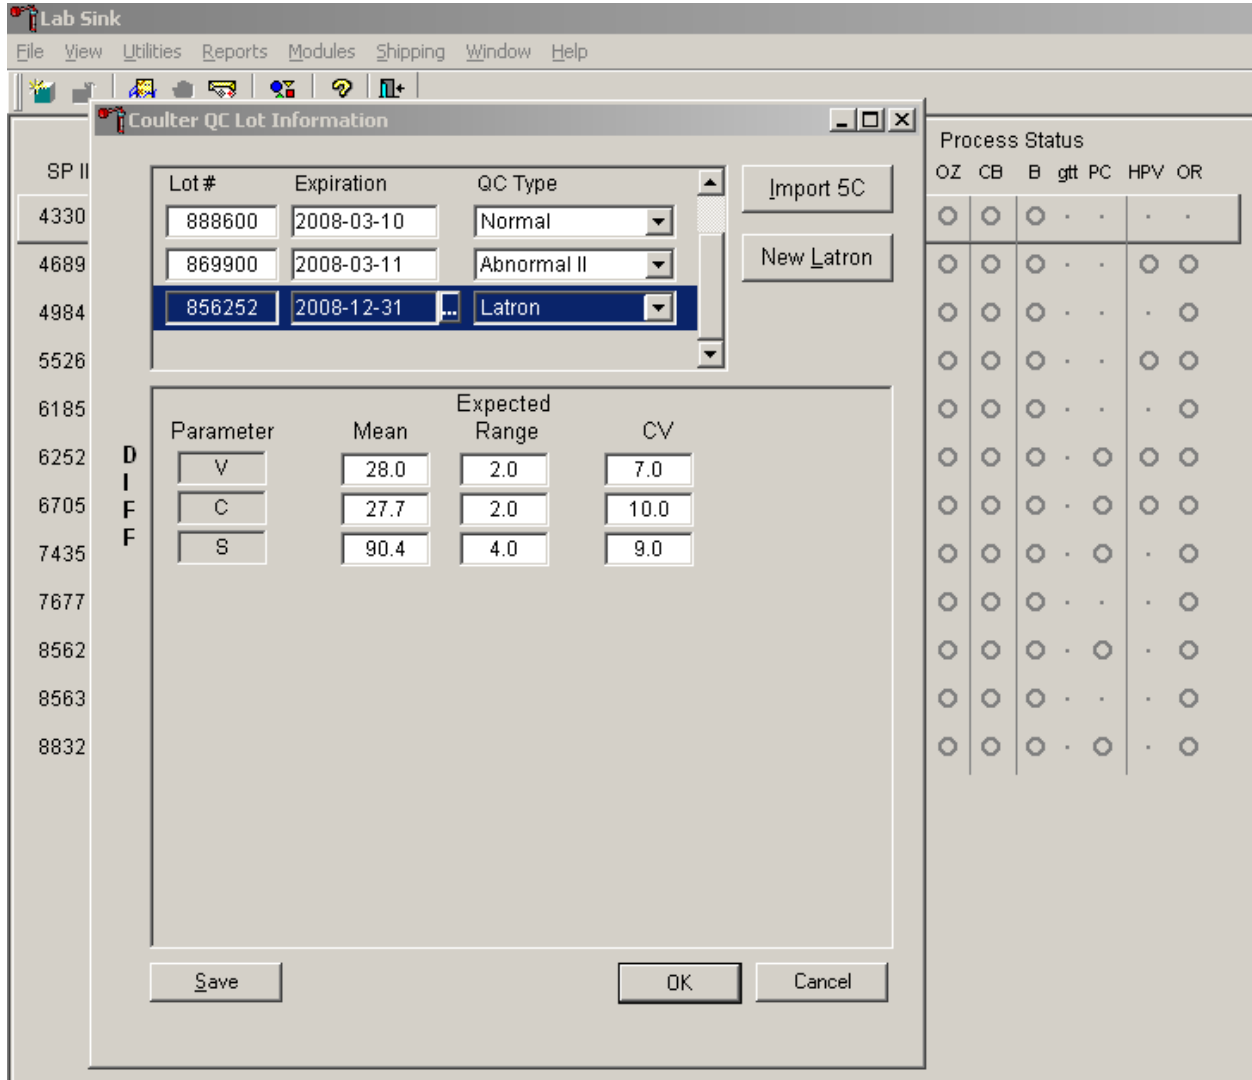 Lab Sink
File View Utilities Reports Modules Shipping Window Help
Coulter QC Lot Information
Process Status
SP II
OZ CB B gtt PC HPV OR
Lot # Expiration QC Type
Import 5C
4330
888600 2008-03-10 Normal
New Latron
4689
869900 2008-03-11 Abnormal II
4984
856252 2008-12-31 ... Latron
5526
6185
Expected
Parameter Mean Range CV
6252
DIFF
V 28.0 2.0 7.0
6705
C 27.7 2.0 10.0
7435
S 90.4 4.0 9.0
7677
8562
8563
8832
Save OK Cancel